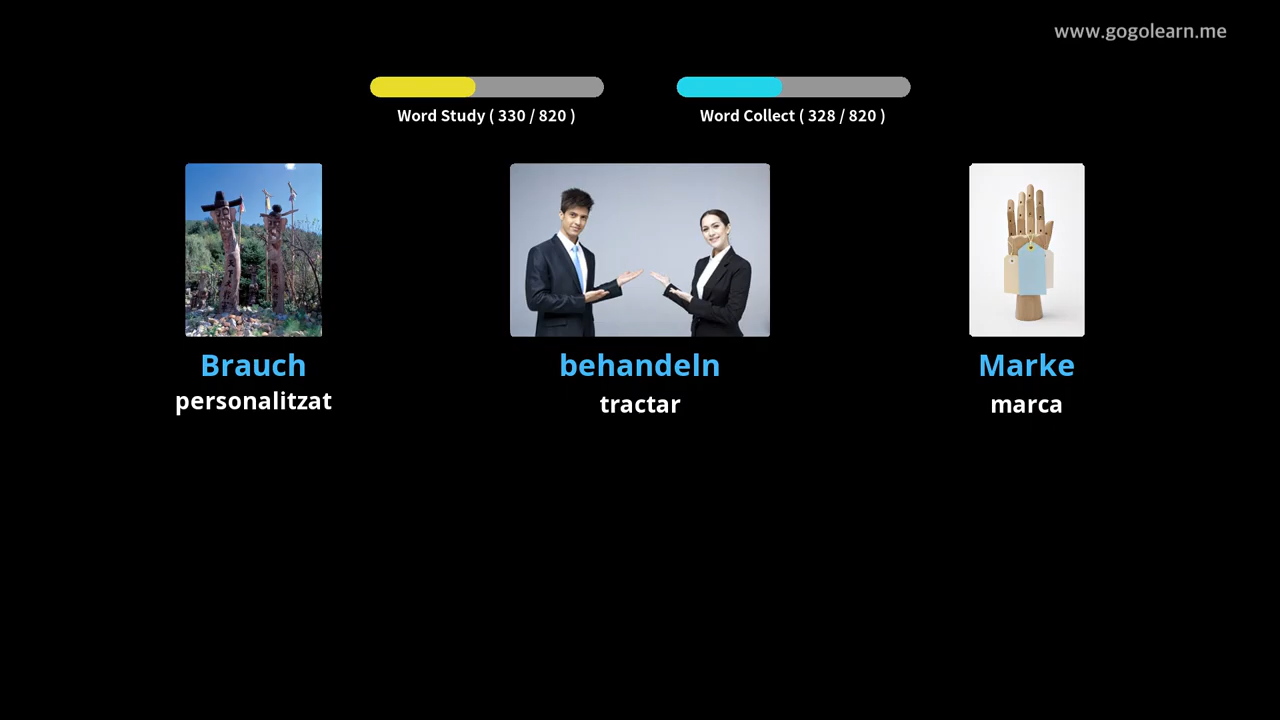 www.gogolearn.me
Word Study ( 330 / 820 )
Word Collect ( 328 / 820 )
Brauch
personalitzat
behandeln
tractar
Marke
marca